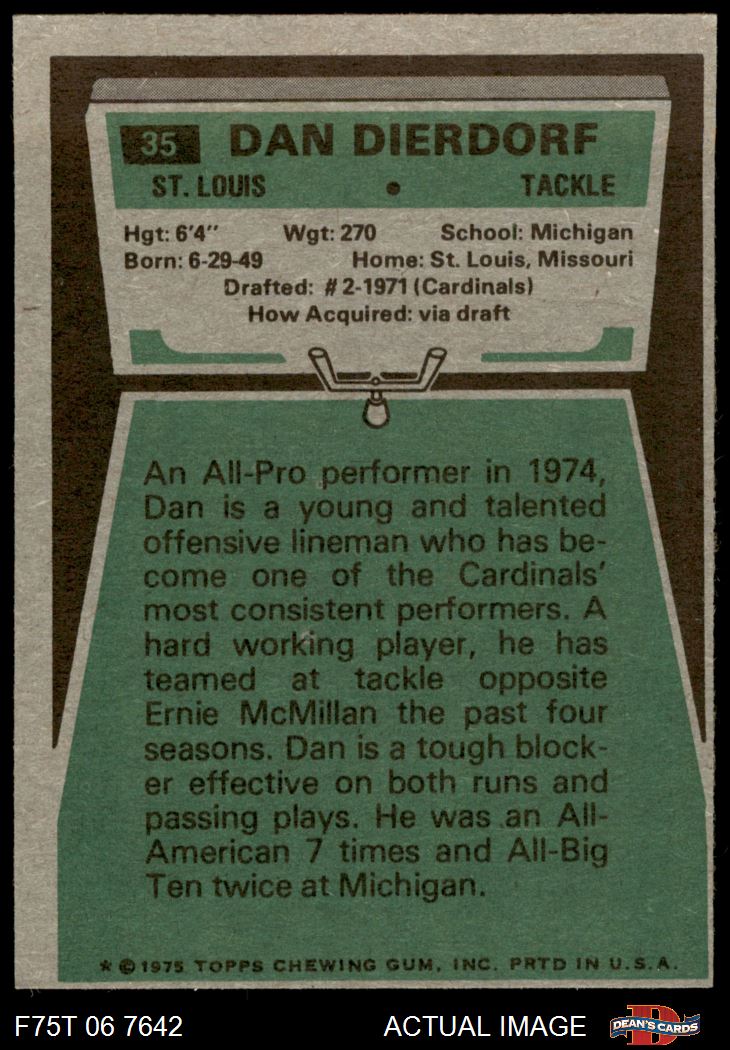 35 DAN DIERDORF
ST. LOUIS • TACKLE
Hgt: 6'4" Wgt: 270 School: Michigan
Born: 6-29-49 Home: St. Louis, Missouri
Drafted: #2-1971 (Cardinals)
How Acquired: via draft
An All-Pro performer in 1974,
Dan is a young and talented
offensive lineman who has be-
come one of the Cardinals'
most consistent performers. A
hard working player, he has
teamed at tackle opposite
Ernie McMillan the past four
seasons. Dan is a tough block-
er effective on both runs and
passing plays. He was an All-
American 7 times and All-Big
Ten twice at Michigan.
* © 1975 TOPPS CHEWING GUM, INC. PRTD IN U.S.A.
F75T 06 7642 ACTUAL IMAGE DEAN'S CARDS